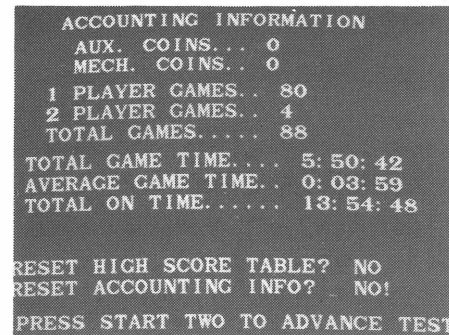 ACCOUNTING INFORMATION
AUX. COINS... 0
MECH. COINS.. 0
1 PLAYER GAMES.. 80
2 PLAYER GAMES.. 4
TOTAL GAMES..... 88
TOTAL GAME TIME.... 5:50:42
AVERAGE GAME TIME.. 0:03:59
TOTAL ON TIME...... 13:54:48
RESET HIGH SCORE TABLE? NO
RESET ACCOUNTING INFO? NO!
PRESS START TWO TO ADVANCE TEST